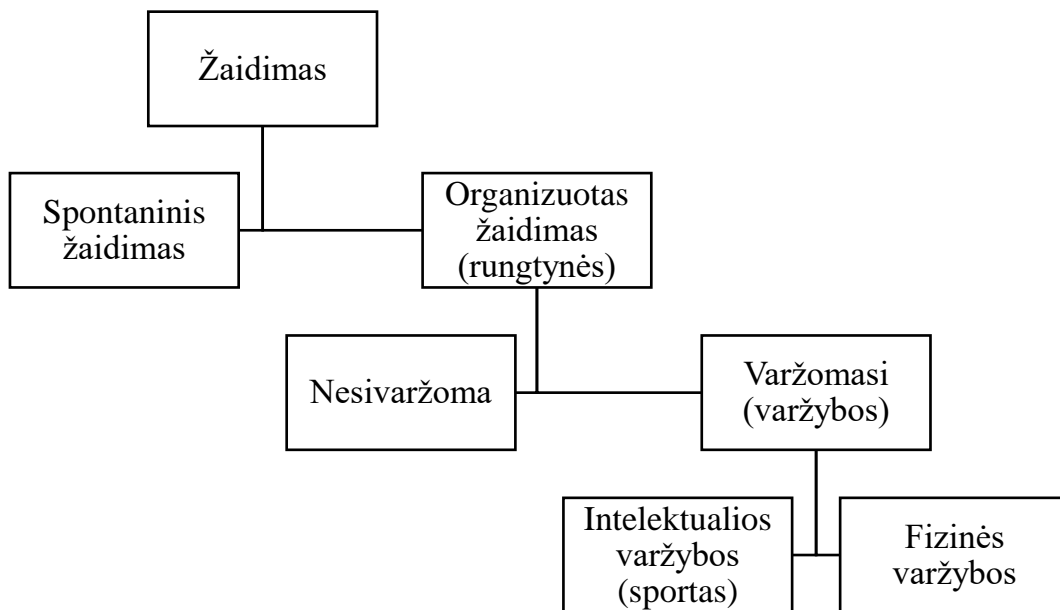 Žaidimas
Spontaninis
žaidimas
Organizuotas
žaidimas
(rungtynės)
Nesivaržoma
Varžomasi
(varžybos)
Intelektualios
varžybos
(sportas)
Fizinės
varžybos